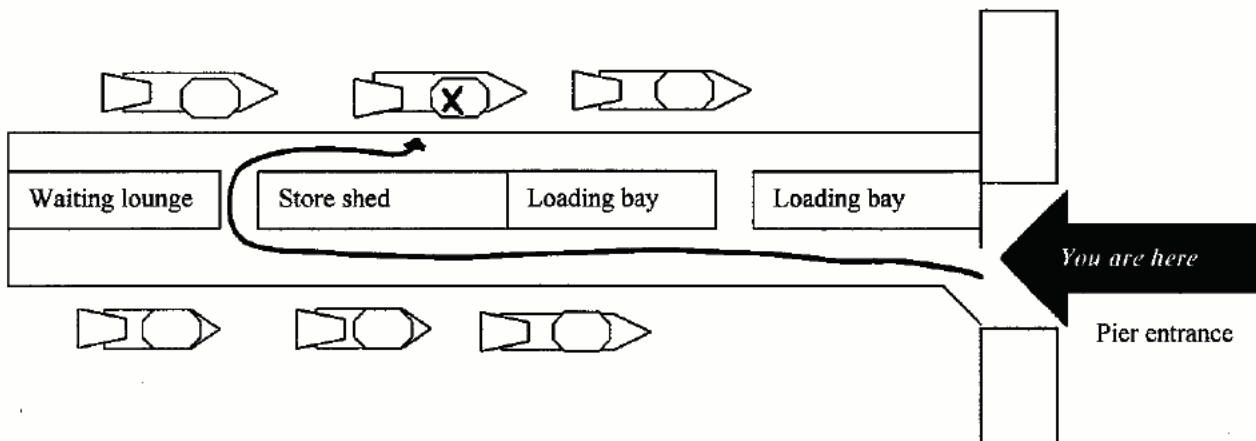 X
Waiting lounge
Store shed
Loading bay
Loading bay
You are here
Pier entrance